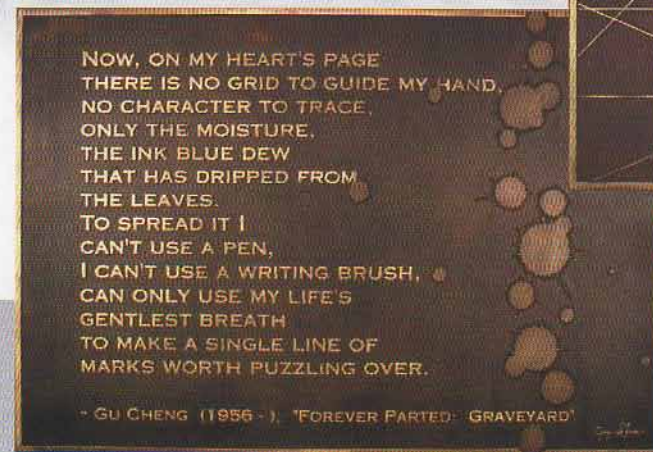 NOW, ON MY HEART'S PAGE
THERE IS NO GRID TO GUIDE MY HAND,
NO CHARACTER TO TRACE,
ONLY THE MOISTURE,
THE INK BLUE DEW
THAT HAS DRIPPED FROM
THE LEAVES.
TO SPREAD IT I
CAN'T USE A PEN,
I CAN'T USE A WRITING BRUSH,
CAN ONLY USE MY LIFE'S
GENTLEST BREATH
TO MAKE A SINGLE LINE OF
MARKS WORTH PUZZLING OVER.
- GU CHENG (1956 - ), "FOREVER PARTED: GRAVEYARD"